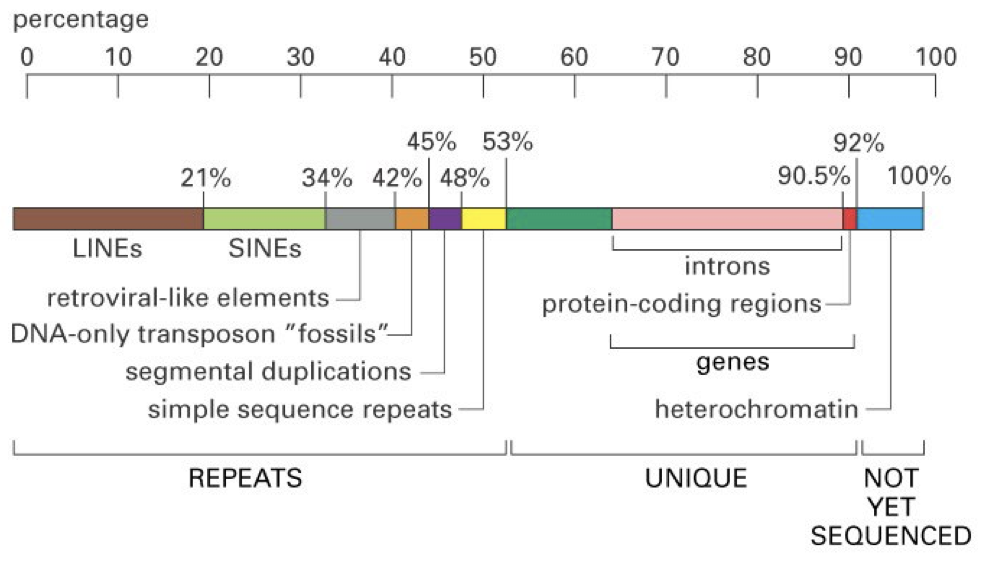 percentage
0 10 20 30 40 50 60 70 80 90 100
45% 53% 92%
21% 34% 42% 48% 90.5% 100%
LINEs SINEs
introns
retroviral-like elements
protein-coding regions
DNA-only transposon ”fossils”
genes
segmental duplications
simple sequence repeats
heterochromatin
REPEATS UNIQUE NOT
YET
SEQUENCED